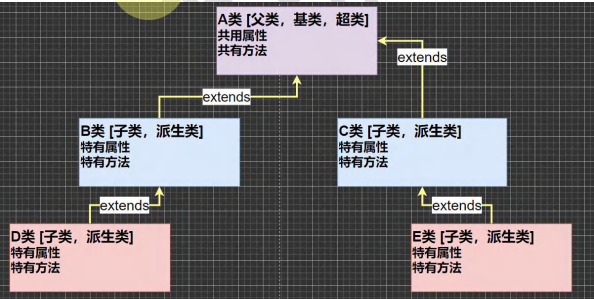 A类 [父类，基类，超类]
共用属性
共有方法
extends
extends
B类 [子类，派生类]
特有属性
特有方法
C类 [子类，派生类]
特有属性
特有方法
extends
extends
D类 [子类，派生类]
特有属性
特有方法
E类 [子类，派生类]
特有属性
特有方法